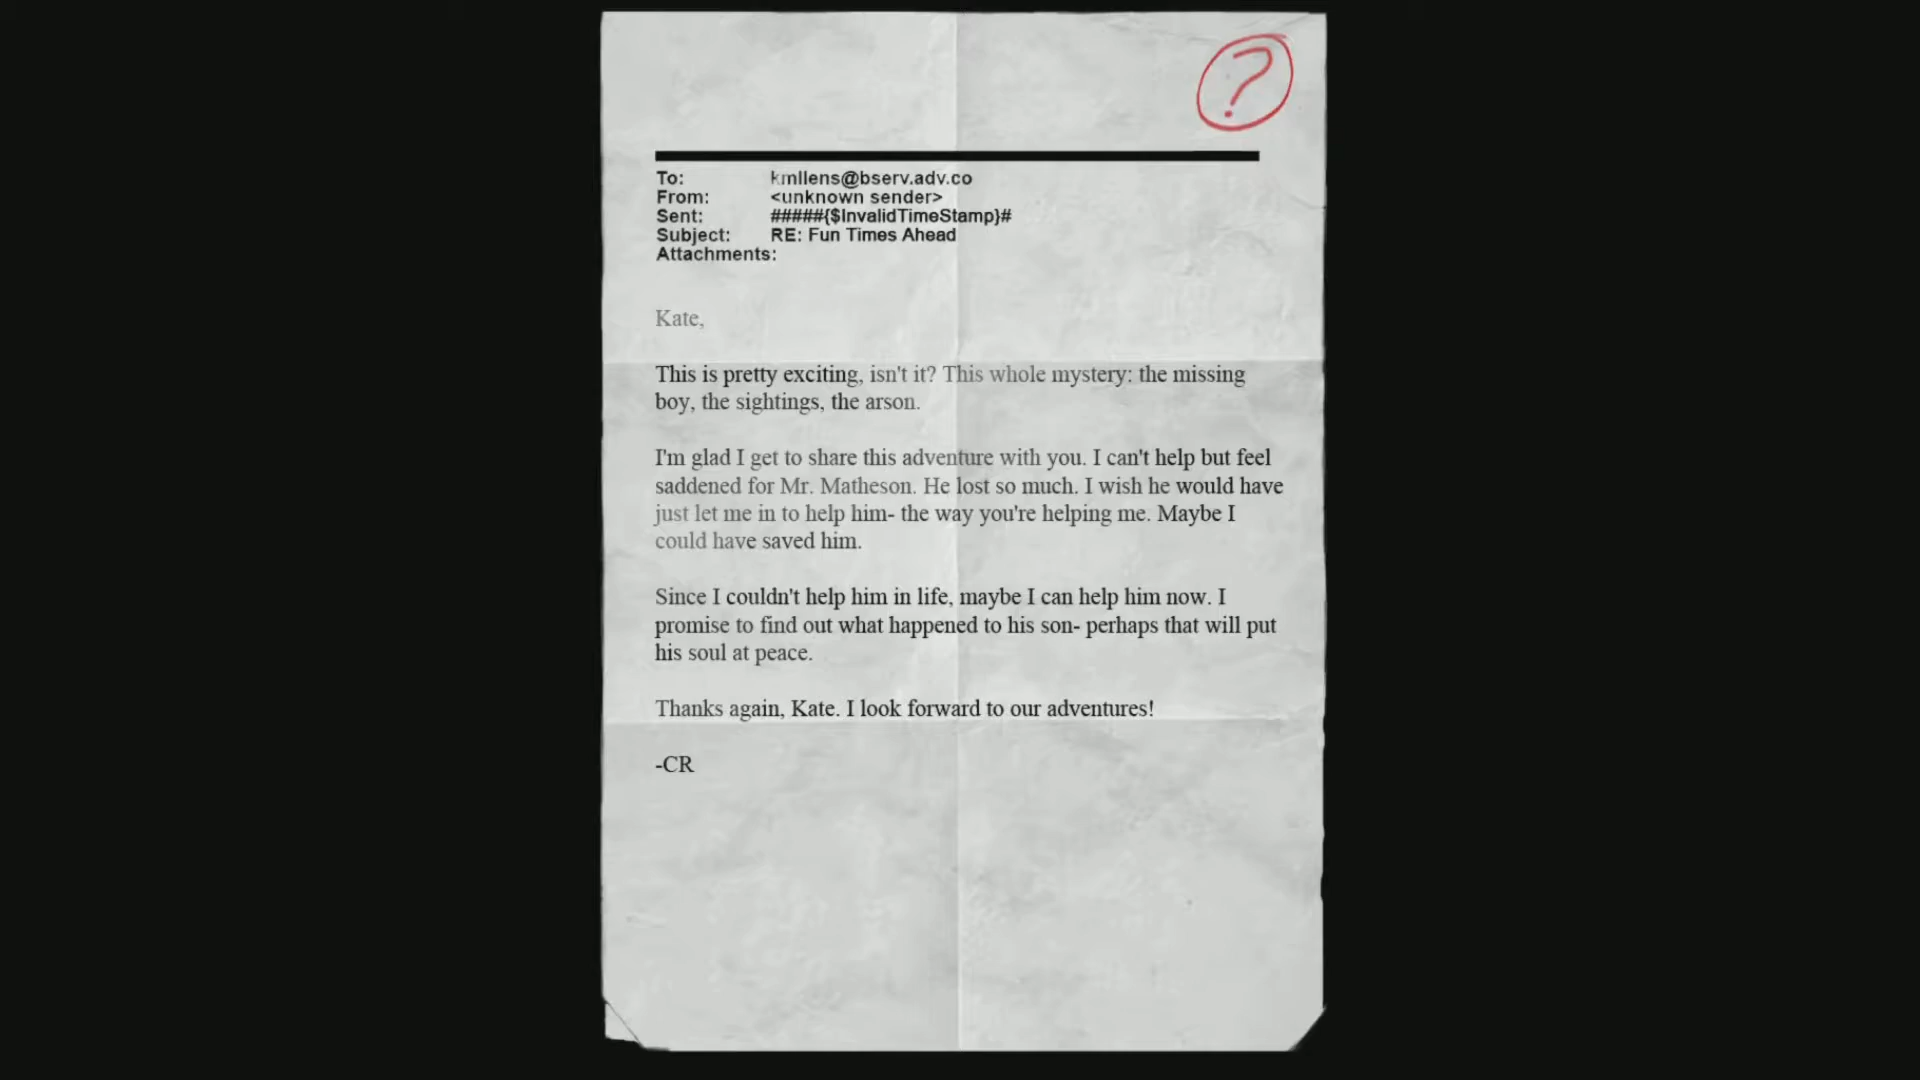 ?
To: kmllens@bserv.adv.co
From: <unknown sender>
Sent: #####{$InvalidTimeStamp}#
Subject: RE: Fun Times Ahead
Attachments:
Kate,
This is pretty exciting, isn't it? This whole mystery: the missing
boy, the sightings, the arson.
I'm glad I get to share this adventure with you. I can't help but feel
saddened for Mr. Matheson. He lost so much. I wish he would have
just let me in to help him- the way you're helping me. Maybe I
could have saved him.
Since I couldn't help him in life, maybe I can help him now. I
promise to find out what happened to his son- perhaps that will put
his soul at peace.
Thanks again, Kate. I look forward to our adventures!
-CR